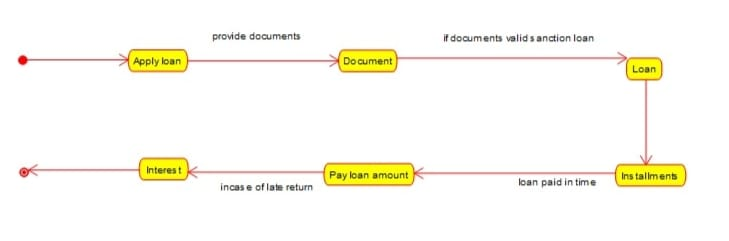 provide documents
if documents valid sanction loan
Apply loan
Document
Loan
Interest
Pay loan amount
Installments
incase of late return
loan paid in time